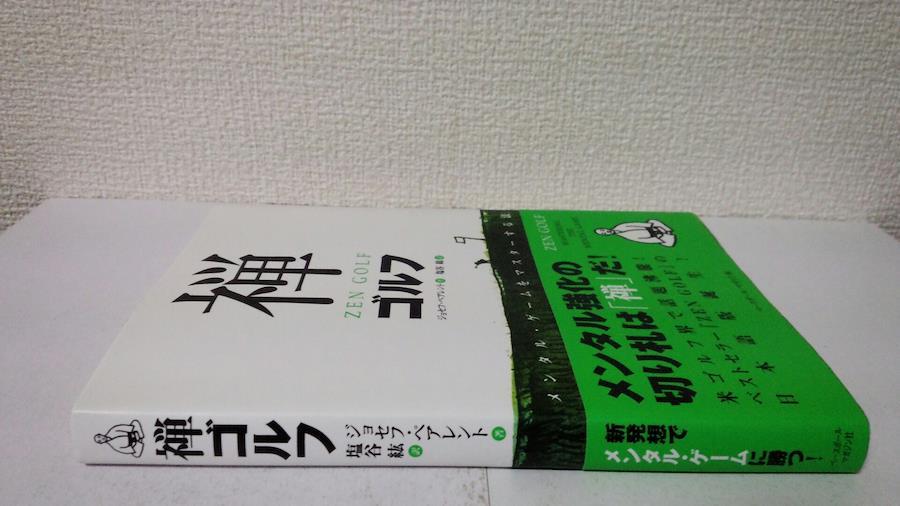 禅
ZEN GOLF
ゴルフ
ジョセフ・ペアレント 著 塩谷 紘 訳
メンタル・ゲームをマスターする法
ZEN GOLF
メンタル強化の
切り札は「禅」だ!
米ゴルフ界で話題沸騰!
ベストセラー『ZEN GOLF』の
日本語版誕生
禅ゴルフ
ジョセフ・ペアレント 著
塩谷 紘 訳
新発想で
メンタル・ゲームに勝つ!
ベースボール・
マガジン社